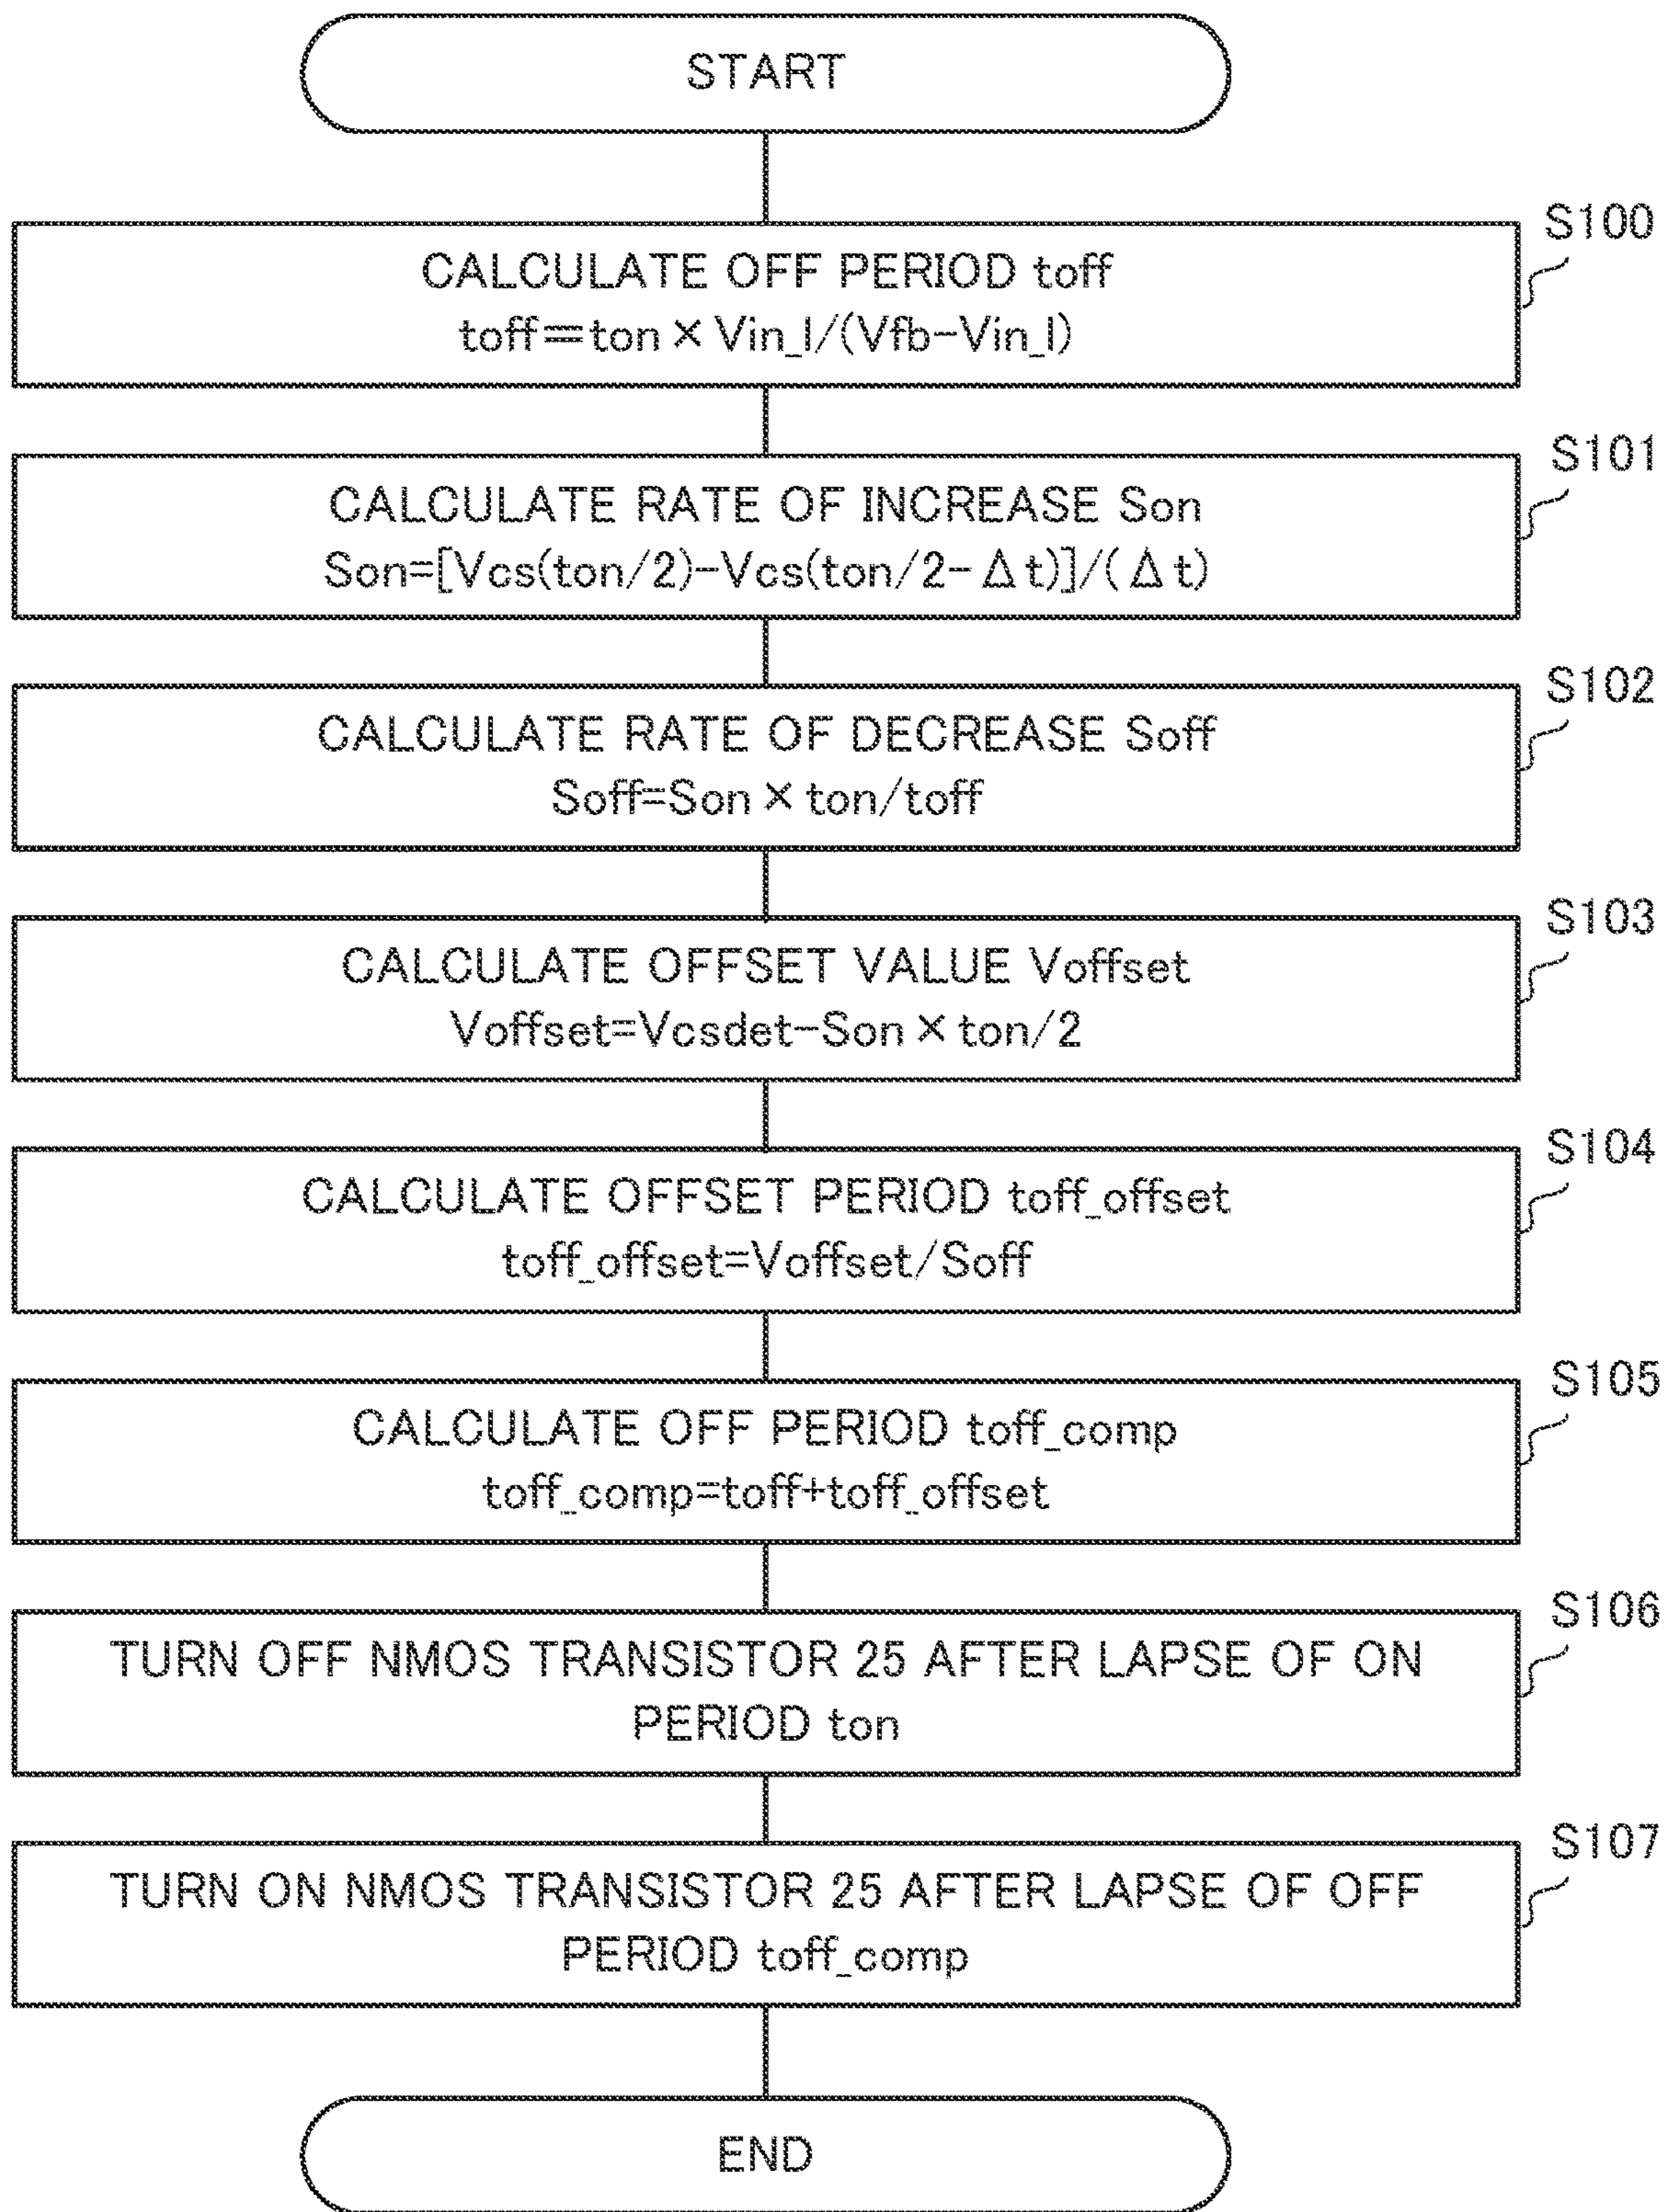 START
S100
CALCULATE OFF PERIOD toff
toff=ton×Vin_l/(Vfb-Vin_l)
S101
CALCULATE RATE OF INCREASE Son
Son=[Vcs(ton/2)-Vcs(ton/2-Δt)]/(Δt)
S102
CALCULATE RATE OF DECREASE Soff
Soff=Son×ton/toff
S103
CALCULATE OFFSET VALUE Voffset
Voffset=Vcsdet-Son×ton/2
S104
CALCULATE OFFSET PERIOD toff_offset
toff_offset=Voffset/Soff
S105
CALCULATE OFF PERIOD toff_comp
toff_comp=toff+toff_offset
S106
TURN OFF NMOS TRANSISTOR 25 AFTER LAPSE OF ON
PERIOD ton
S107
TURN ON NMOS TRANSISTOR 25 AFTER LAPSE OF OFF
PERIOD toff_comp
END